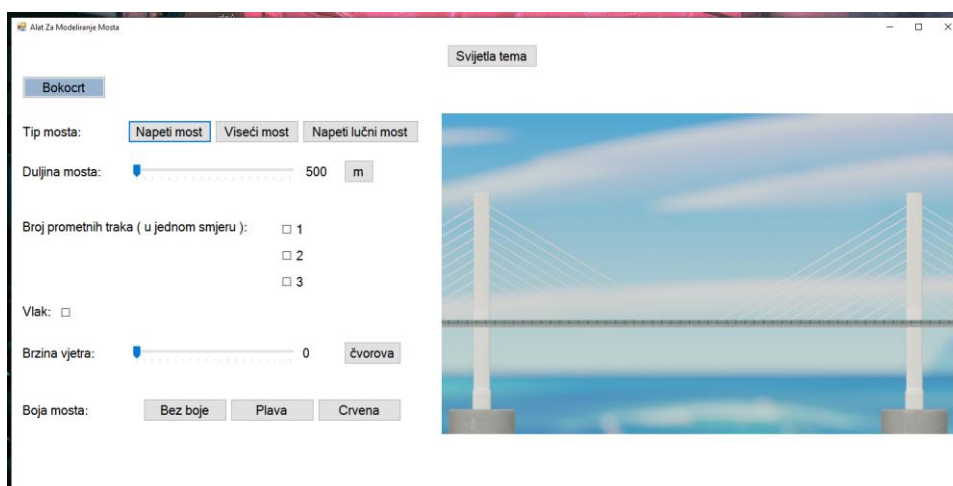 Alat Za Modeliranje Mosta
Svijetla tema
Bokocrt
Tip mosta: Napeti most Viseći most Napeti lučni most
Duljina mosta: 500 m
Broj prometnih traka ( u jednom smjeru ): 1
2
3
Vlak:
Brzina vjetra: 0 čvorova
Boja mosta: Bez boje Plava Crvena